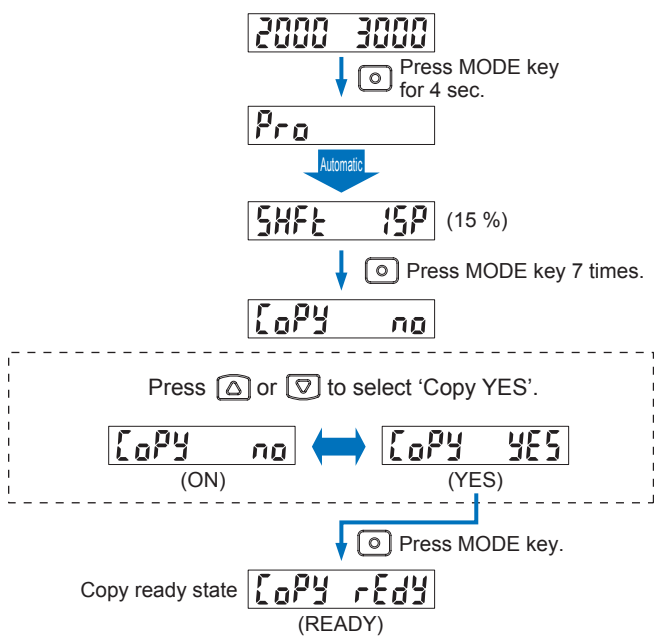 2000 3000
Press MODE key
for 4 sec.
Pro
Automatic
SHFt 15P (15 %)
Press MODE key 7 times.
CoPY no
Press or to select ‘Copy YES’.
CoPY no CoPY YES
(ON) (YES)
Press MODE key.
Copy ready state CoPY rEdY
(READY)